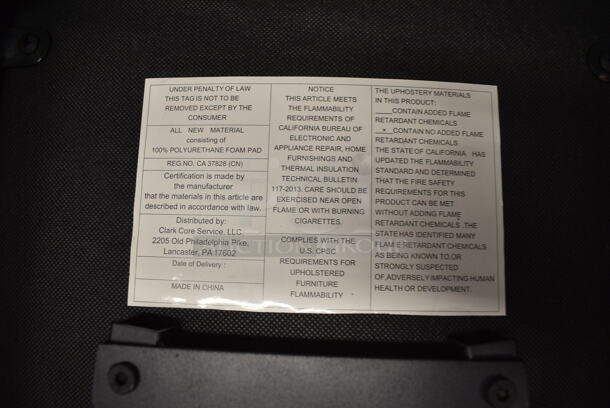 UNDER PENALTY OF LAW
THIS TAG IS NOT TO BE
REMOVED EXCEPT BY THE
CONSUMER
ALL NEW MATERIAL
consisting of
100% POLYURETHANE FOAM PAD
REG.NO. CA 37828 (CN)
Certification is made by
the manufacturer
that the materials in this article are
described in accordance with law.
Distributed by:
Clark Core Service, LLC.
2205 Old Philadelphia Pike,
Lancaster, PA 17602
Date of Delivery :
MADE IN CHINA
NOTICE
THIS ARTICLE MEETS
THE FLAMMABILITY
REQUIREMENTS OF
CALIFORNIA BUREAU OF
ELECTRONIC AND
APPLIANCE REPAIR, HOME
FURNISHINGS AND
THERMAL INSULATION
TECHNICAL BULLETIN
117-2013. CARE SHOULD BE
EXERCISED NEAR OPEN
FLAME OR WITH BURNING
CIGARETTES.
COMPLIES WITH THE
U.S. CPSC
REQUIREMENTS FOR
UPHOLSTERED
FURNITURE
FLAMMABILITY
THE UPHOSTERY MATERIALS
IN THIS PRODUCT:
____CONTAIN ADDED FLAME
RETARDANT CHEMICALS
__x_CONTAIN NO ADDED FLAME
RETARDANT CHEMICALS
THE STATE OF CALIFORNIA HAS
UPDATED THE FLAMMABILITY
STANDARD AND DETERMINED
THAT THE FIRE SAFETY
REQUIREMENTS FOR THIS
PRODUCT CAN BE MET
WITHOUT ADDING FLAME
RETARDANT CHEMICALS .THE
STATE HAS IDENTIFIED MANY
FLAME RETARDANT CHEMICALS
AS BEING KNOWN TO,OR
STRONGLY SUSPECTED
OF,ADVERSELY IMPACTING HUMAN
HEALTH OR DEVELOPMENT.